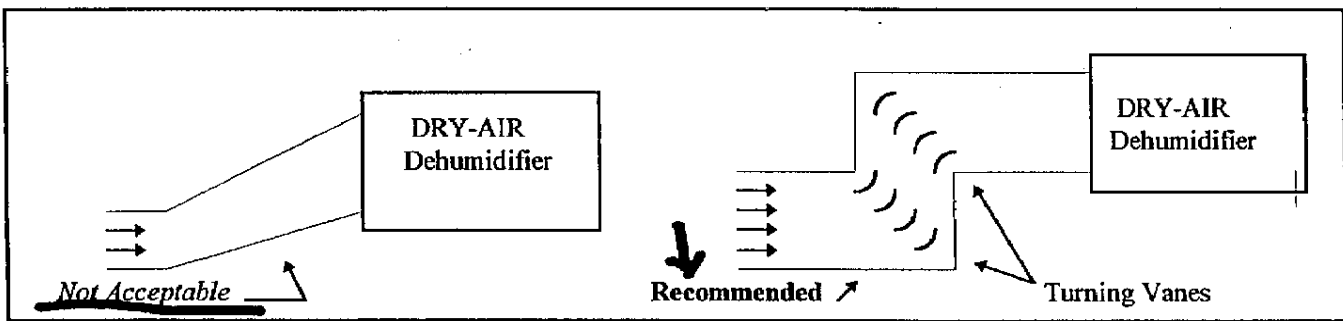 DRY-AIR
Dehumidifier
Not Acceptable
DRY-AIR
Dehumidifier
Recommended
Turning Vanes